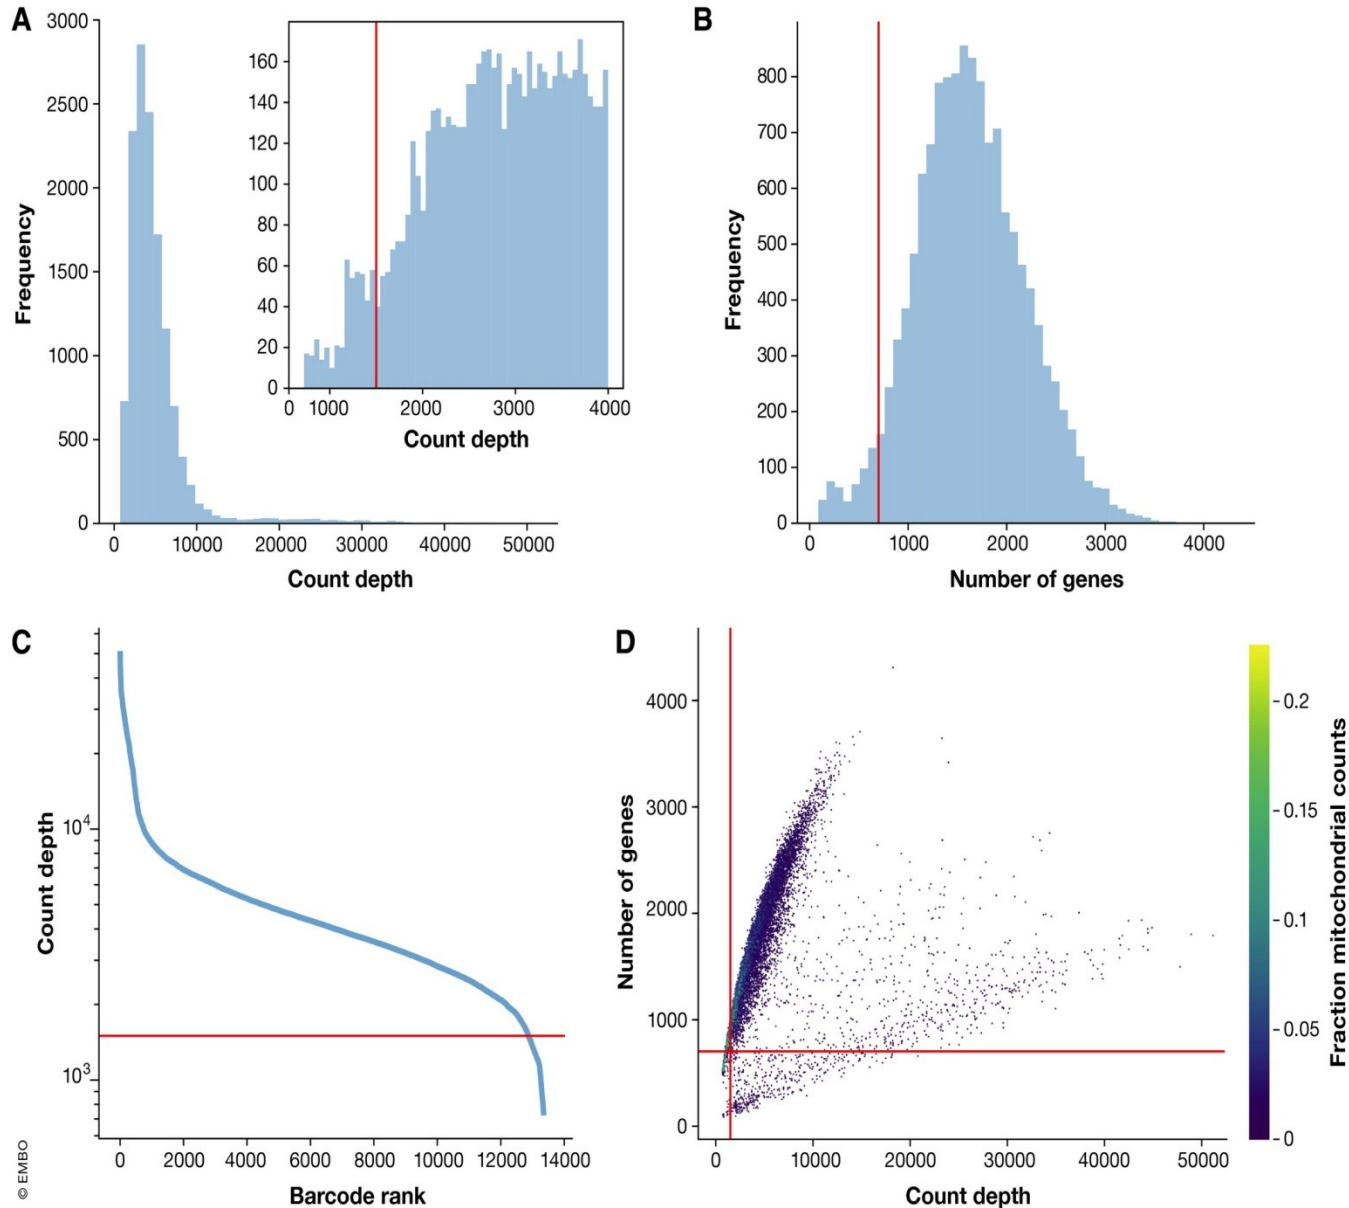 A
3000
2500
2000
1500
1000
500
0
Frequency
0 10000 20000 30000 40000 50000
Count depth
160
140
120
100
80
60
40
20
0
0 1000 2000 3000 4000
Count depth
B
800
700
600
500
400
300
200
100
0
Frequency
0 1000 2000 3000 4000
Number of genes
C
10^4
10^3
Count depth
0 2000 4000 6000 8000 10000 12000 14000
Barcode rank
D
4000
3000
2000
1000
0
Number of genes
0 10000 20000 30000 40000 50000
Count depth
0.2
0.15
0.1
0.05
0
Fraction mitochondrial counts
© EMBO